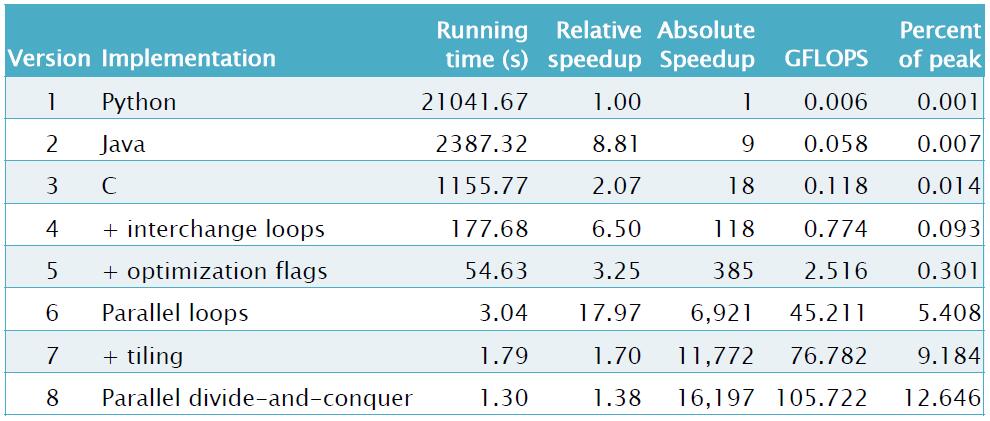 Version Implementation Running time (s) Relative speedup Absolute Speedup GFLOPS Percent of peak
1 Python 21041.67 1.00 1 0.006 0.001
2 Java 2387.32 8.81 9 0.058 0.007
3 C 1155.77 2.07 18 0.118 0.014
4 + interchange loops 177.68 6.50 118 0.774 0.093
5 + optimization flags 54.63 3.25 385 2.516 0.301
6 Parallel loops 3.04 17.97 6,921 45.211 5.408
7 + tiling 1.79 1.70 11,772 76.782 9.184
8 Parallel divide-and-conquer 1.30 1.38 16,197 105.722 12.646